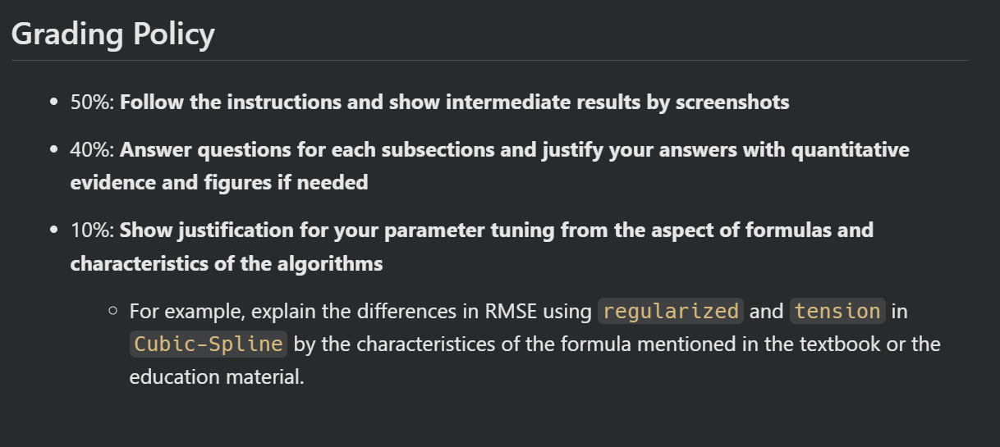 Grading Policy
50%: Follow the instructions and show intermediate results by screenshots
40%: Answer questions for each subsections and justify your answers with quantitative
evidence and figures if needed
10%: Show justification for your parameter tuning from the aspect of formulas and
characteristics of the algorithms
For example, explain the differences in RMSE using regularized and tension in
Cubic-Spline by the characteristices of the formula mentioned in the textbook or the
education material.